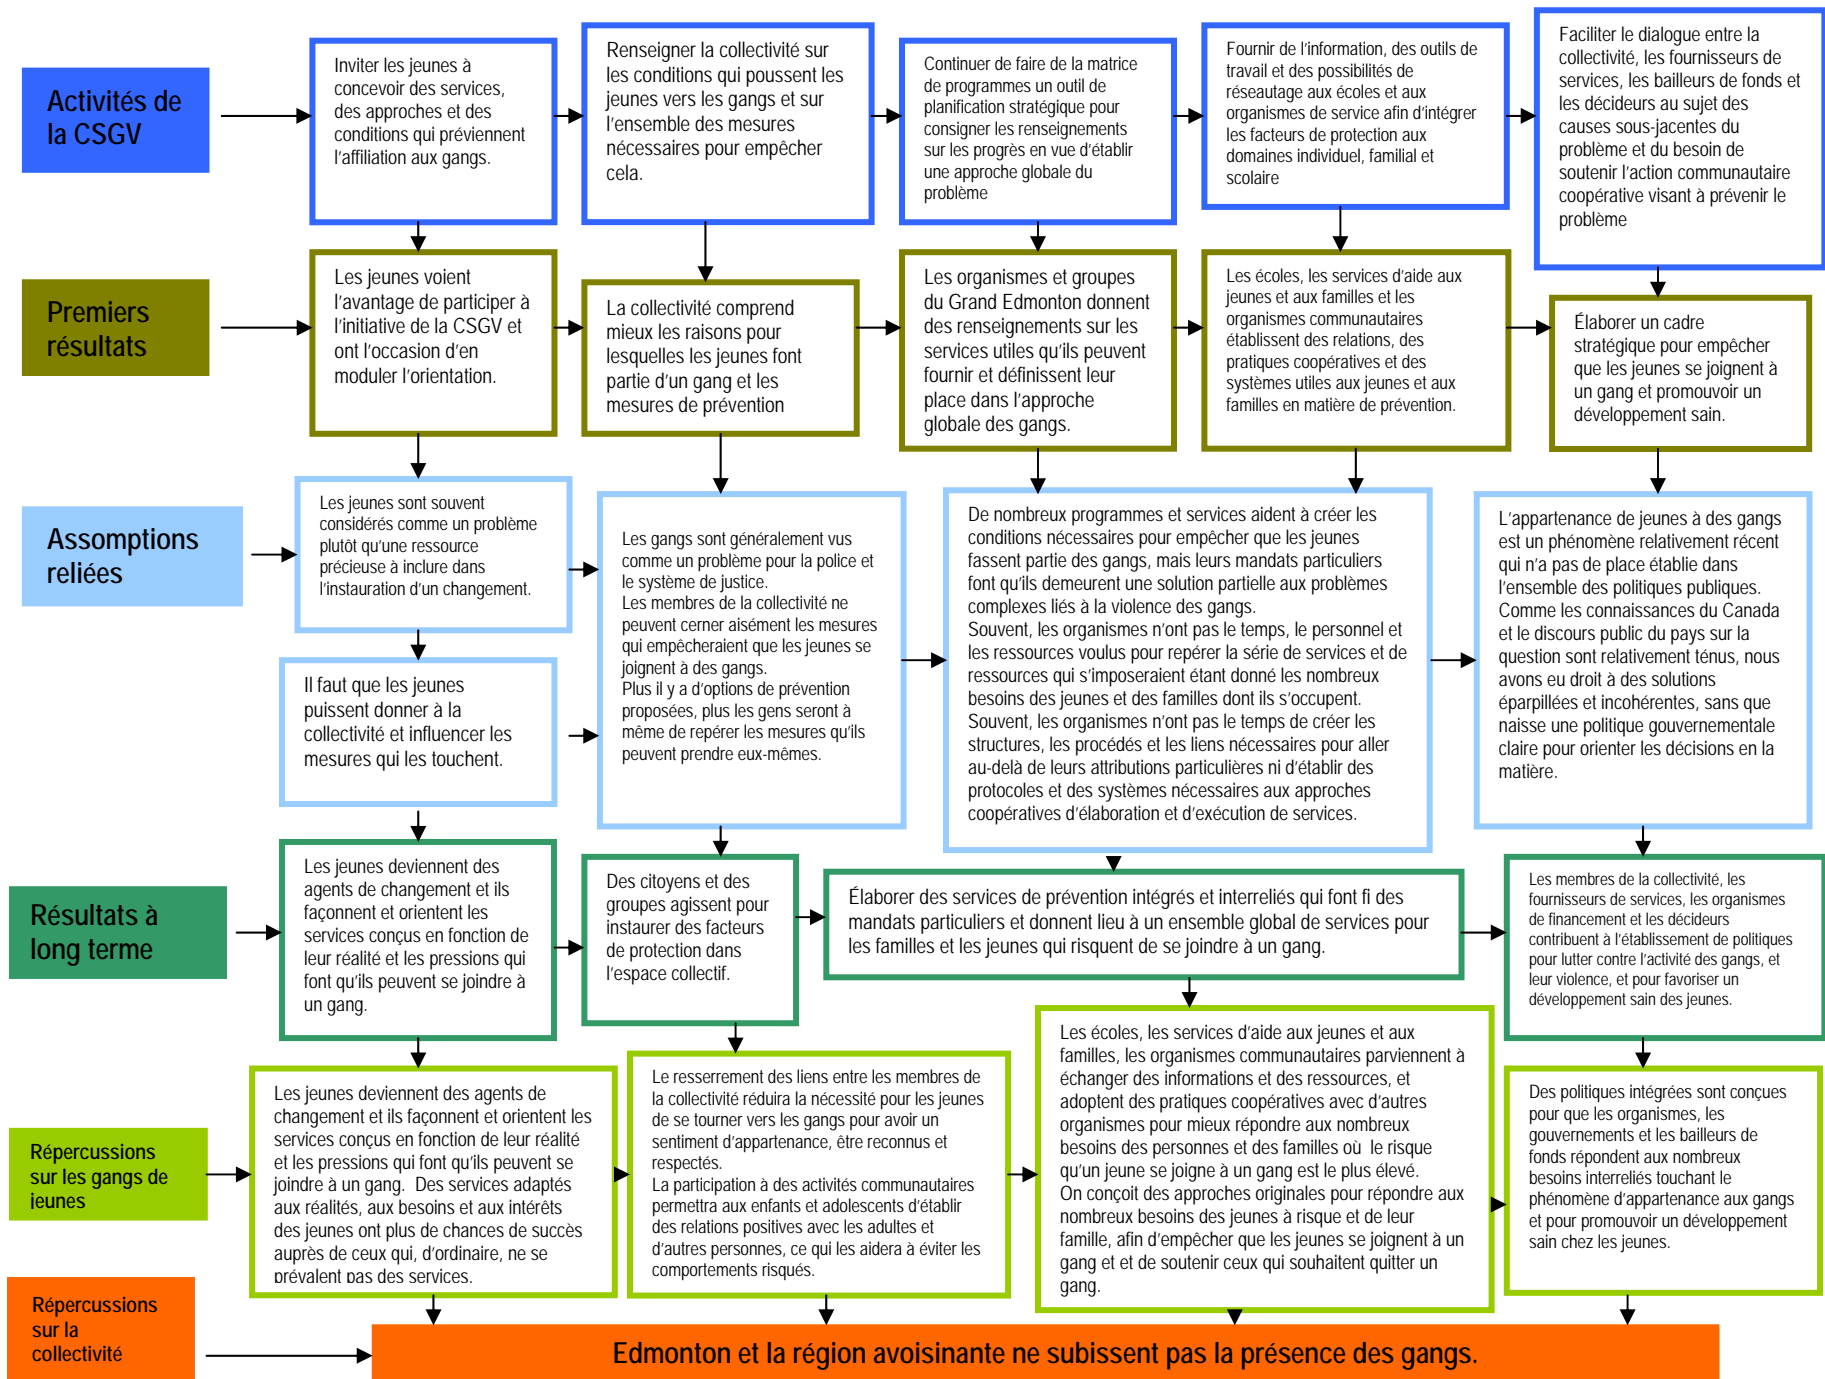 Activités de
la CSGV
Inviter les jeunes à
concevoir des services,
des approches et des
conditions qui préviennent
l'affiliation aux gangs.
Renseigner la collectivité sur
les conditions qui poussent les
jeunes vers les gangs et sur
l'ensemble des mesures
nécessaires pour empêcher
cela.
Continuer de faire de la matrice
de programmes un outil de
planification stratégique pour
consigner les renseignements
sur les progrès en vue d'établir
une approche globale du
problème
Fournir de l'information, des outils de
travail et des possibilités de
réseautage aux écoles et aux
organismes de service afin d'intégrer
les facteurs de protection aux
domaines individuel, familial et
scolaire
Faciliter le dialogue entre la
collectivité, les fournisseurs de
services, les bailleurs de fonds et
les décideurs au sujet des
causes sous-jacentes du
problème et du besoin de
soutenir l'action communautaire
coopérative visant à prévenir le
problème
Premiers
résultats
Les jeunes voient
l'avantage de participer à
l'initiative de la CSGV et
ont l'occasion d'en
moduler l'orientation.
La collectivité comprend
mieux les raisons pour
lesquelles les jeunes font
partie d'un gang et les
mesures de prévention
Les organismes et groupes
du Grand Edmonton donnent
des renseignements sur les
services utiles qu'ils peuvent
fournir et définissent leur
place dans l'approche
globale des gangs.
Les écoles, les services d'aide aux
jeunes et aux familles et les
organismes communautaires
établissent des relations, des
pratiques coopératives et des
systèmes utiles aux jeunes et aux
familles en matière de prévention.
Élaborer un cadre
stratégique pour empêcher
que les jeunes se joignent à
un gang et promouvoir un
développement sain.
Assomptions
reliées
Les jeunes sont souvent
considérés comme un problème
plutôt qu'une ressource
précieuse à inclure dans
l'instauration d'un changement.
Il faut que les jeunes
puissent donner à la
collectivité et influencer les
mesures qui les touchent.
Les gangs sont généralement vus
comme un problème pour la police et
le système de justice.
Les membres de la collectivité ne
peuvent cerner aisément les mesures
qui empêcheraient que les jeunes se
joignent à des gangs.
Plus il y a d'options de prévention
proposées, plus les gens seront à
même de repérer les mesures qu'ils
peuvent prendre eux-mêmes.
De nombreux programmes et services aident à créer les
conditions nécessaires pour empêcher que les jeunes
fassent partie des gangs, mais leurs mandats particuliers
font qu'ils demeurent une solution partielle aux problèmes
complexes liés à la violence des gangs.
Souvent, les organismes n'ont pas le temps, le personnel et
les ressources voulus pour repérer la série de services et de
ressources qui s'imposeraient étant donné les nombreux
besoins des jeunes et des familles dont ils s'occupent.
Souvent, les organismes n'ont pas le temps de créer les
structures, les procédés et les liens nécessaires pour aller
au-delà de leurs attributions particulières ni d'établir des
protocoles et des systèmes nécessaires aux approches
coopératives d'élaboration et d'exécution de services.
L'appartenance de jeunes à des gangs
est un phénomène relativement récent
qui n'a pas de place établie dans
l'ensemble des politiques publiques.
Comme les connaissances du Canada
et le discours public du pays sur la
question sont relativement ténus, nous
avons eu droit à des solutions
éparpillées et incohérentes, sans que
naisse une politique gouvernementale
claire pour orienter les décisions en la
matière.
Résultats à
long terme
Les jeunes deviennent des
agents de changement et ils
façonnent et orientent les
services conçus en fonction de
leur réalité et les pressions qui
font qu'ils peuvent se joindre à
un gang.
Des citoyens et des
groupes agissent pour
instaurer des facteurs
de protection dans
l'espace collectif.
Élaborer des services de prévention intégrés et interreliés qui font fi des
mandats particuliers et donnent lieu à un ensemble global de services pour
les familles et les jeunes qui risquent de se joindre à un gang.
Les membres de la collectivité, les
fournisseurs de services, les organismes
de financement et les décideurs
contribuent à l'établissement de politiques
pour lutter contre l'activité des gangs, et
leur violence, et pour favoriser un
développement sain des jeunes.
Répercussions
sur les gangs de
jeunes
Les jeunes deviennent des agents de
changement et ils façonnent et orientent les
services conçus en fonction de leur réalité
et les pressions qui font qu'ils peuvent se
joindre à un gang. Des services adaptés
aux réalités, aux besoins et aux intérêts
des jeunes ont plus de chances de succès
auprès de ceux qui, d'ordinaire, ne se
prévalent pas des services.
Le resserrement des liens entre les membres de
la collectivité réduira la nécessité pour les jeunes
de se tourner vers les gangs pour avoir un
sentiment d'appartenance, être reconnus et
respectés.
La participation à des activités communautaires
permettra aux enfants et adolescents d'établir
des relations positives avec les adultes et
d'autres personnes, ce qui les aidera à éviter les
comportements risqués.
Les écoles, les services d'aide aux jeunes et aux
familles, les organismes communautaires parviennent à
échanger des informations et des ressources, et
adoptent des pratiques coopératives avec d'autres
organismes pour mieux répondre aux nombreux
besoins des personnes et des familles où le risque
qu'un jeune se joigne à un gang est le plus élevé.
On conçoit des approches originales pour répondre aux
nombreux besoins des jeunes à risque et de leur
famille, afin d'empêcher que les jeunes se joignent à un
gang et et de soutenir ceux qui souhaitent quitter un
gang.
Des politiques intégrées sont conçues
pour que les organismes, les
gouvernements et les bailleurs de
fonds répondent aux nombreux
besoins interreliés touchant le
phénomène d'appartenance aux gangs
et pour promouvoir un développement
sain chez les jeunes.
Répercussions
sur la
collectivité
Edmonton et la région avoisinante ne subissent pas la présence des gangs.